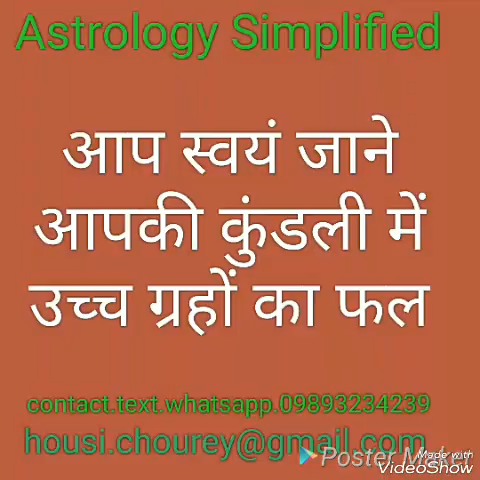 Astrology Simplified
आप स्वयं जाने
आपकी कुंडली में
उच्च ग्रहों का फल
contact.text.whatsapp.09893234239
housi.chourey@gmail.com
Poster Maker
Made with
VideoShow